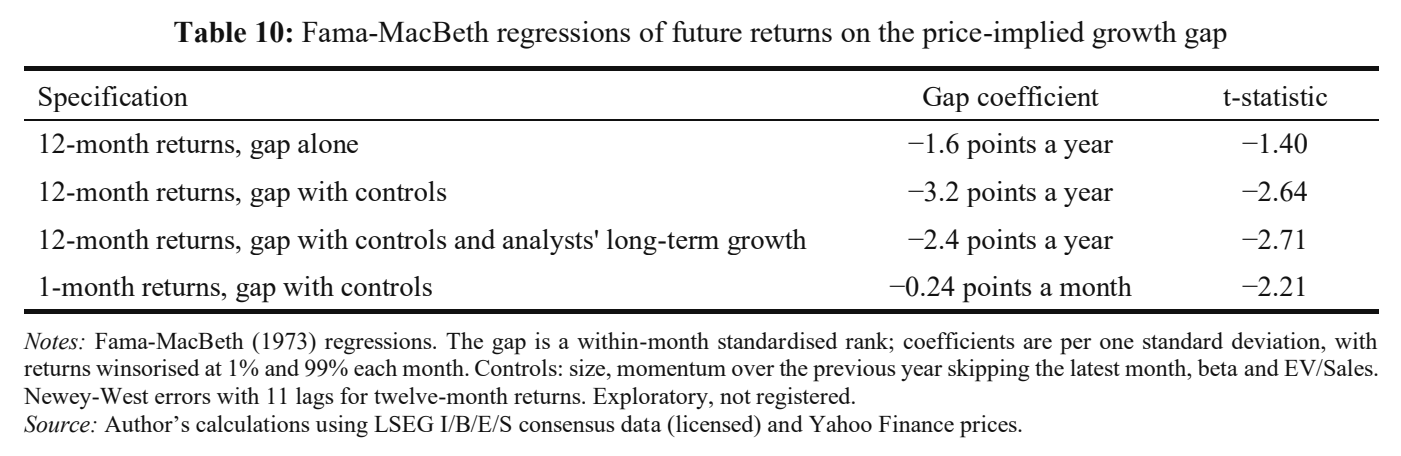 Table 10: Fama-MacBeth regressions of future returns on the price-implied growth gap
Specification Gap coefficient t-statistic
12-month returns, gap alone −1.6 points a year −1.40
12-month returns, gap with controls −3.2 points a year −2.64
12-month returns, gap with controls and analysts' long-term growth −2.4 points a year −2.71
1-month returns, gap with controls −0.24 points a month −2.21
Notes: Fama-MacBeth (1973) regressions. The gap is a within-month standardised rank; coefficients are per one standard deviation, with
returns winsorised at 1% and 99% each month. Controls: size, momentum over the previous year skipping the latest month, beta and EV/Sales.
Newey-West errors with 11 lags for twelve-month returns. Exploratory, not registered.
Source: Author’s calculations using LSEG I/B/E/S consensus data (licensed) and Yahoo Finance prices.